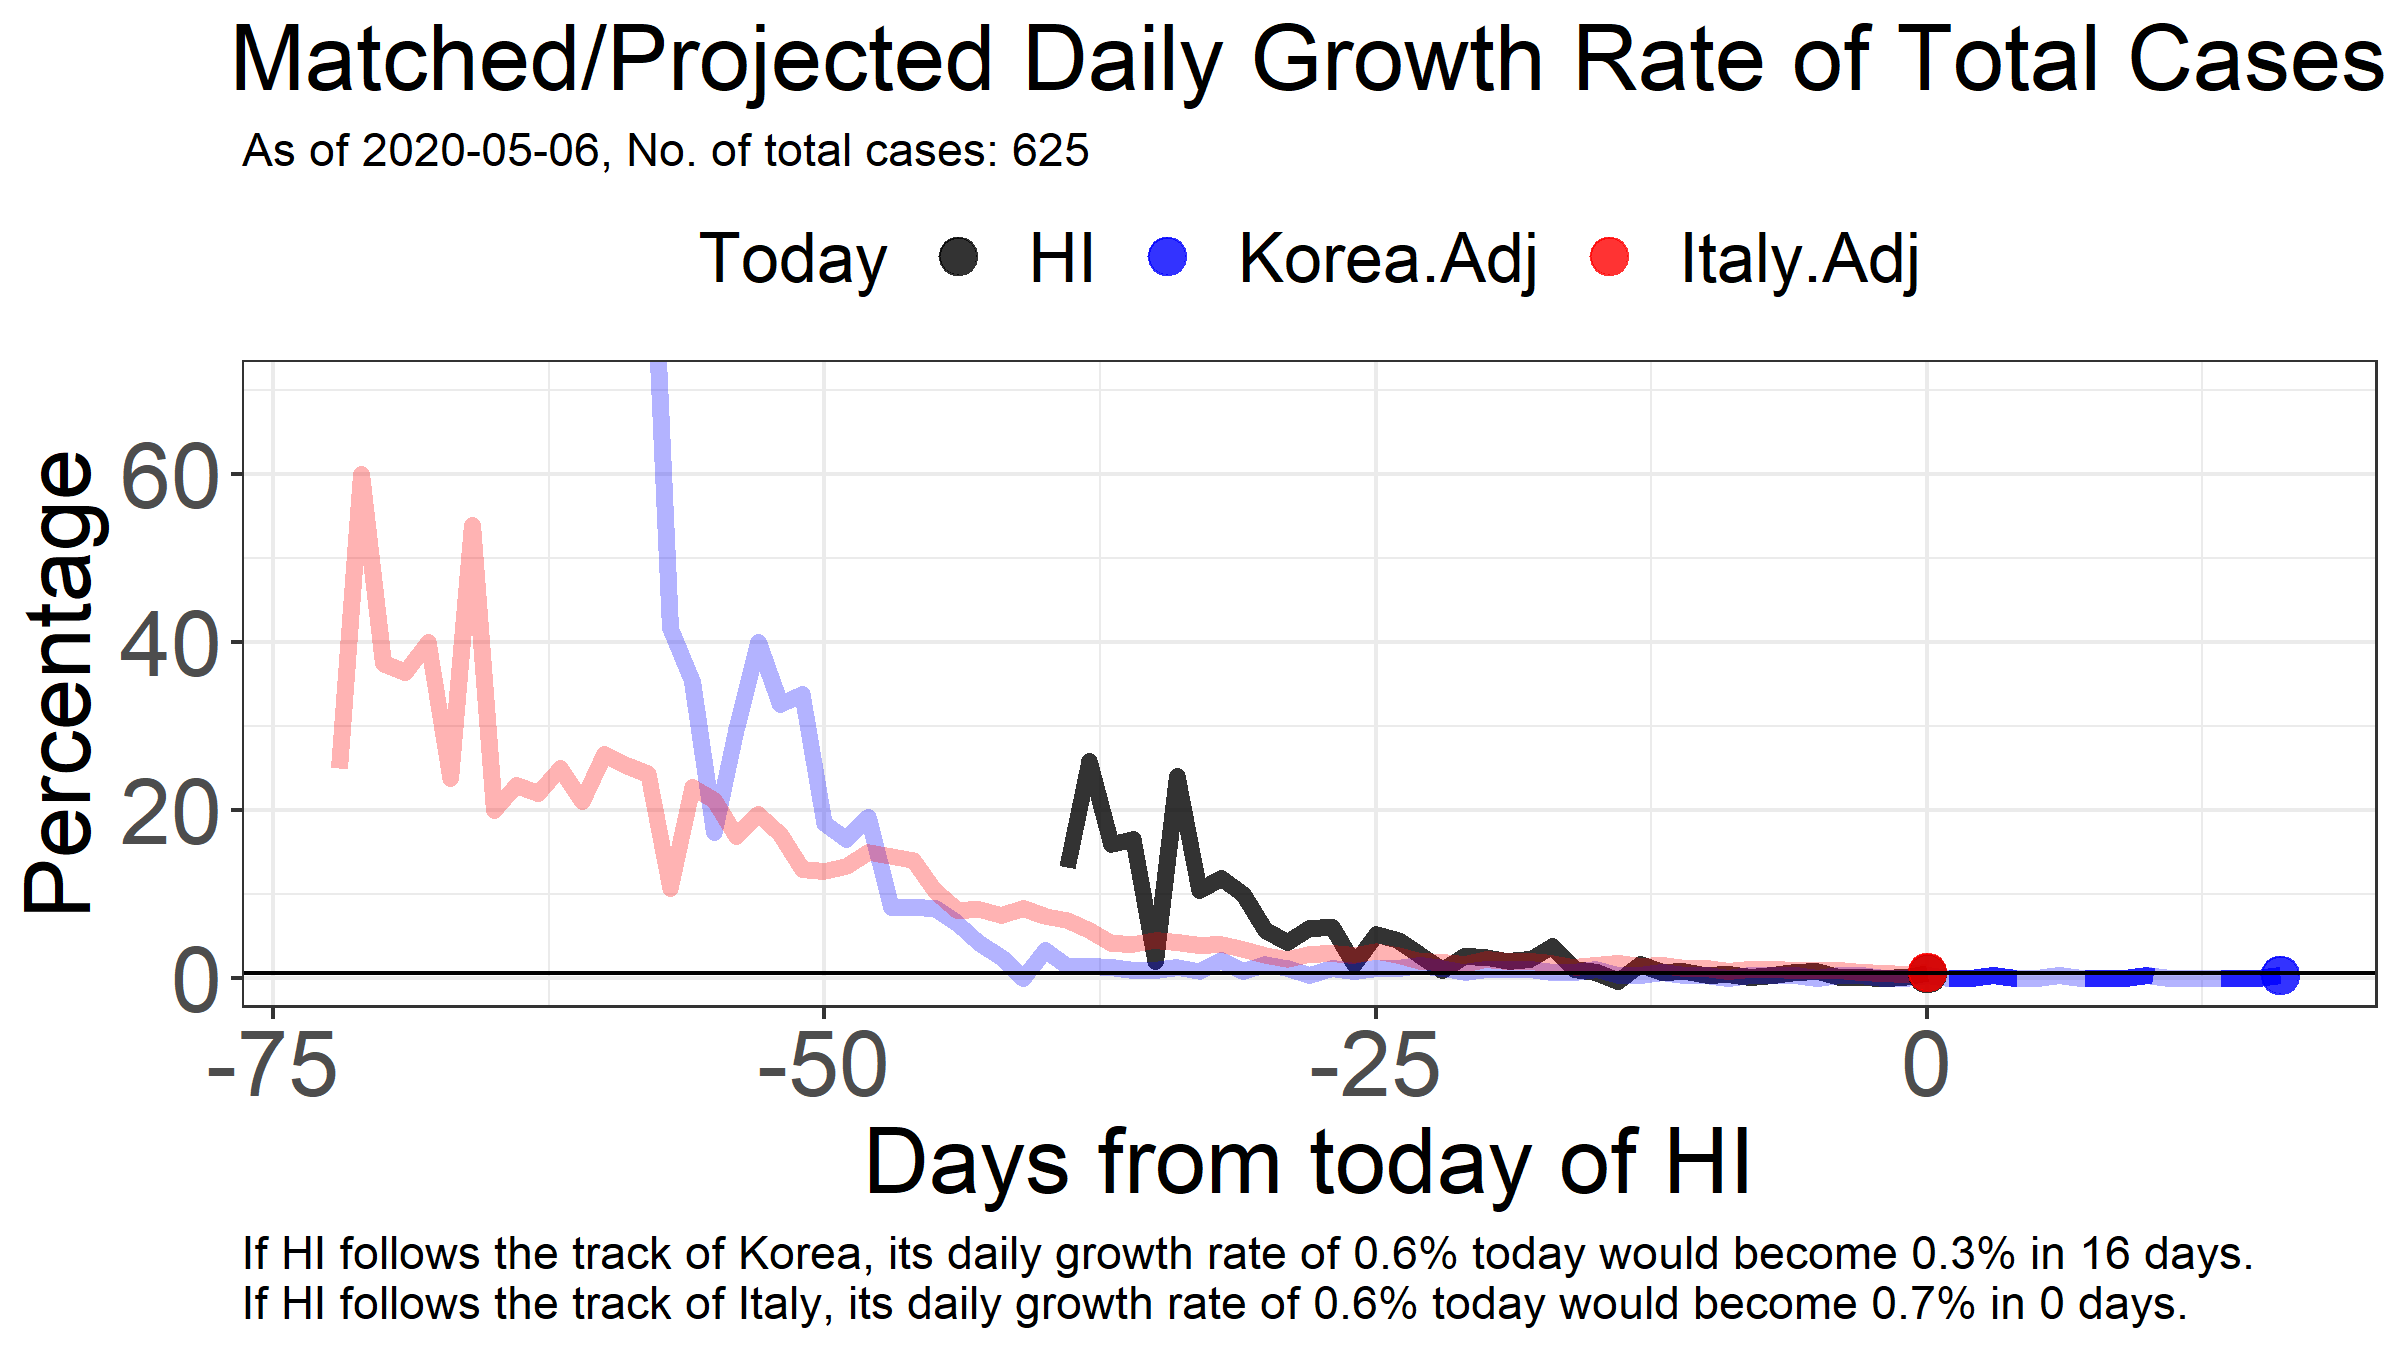 Matched/Projected Daily Growth Rate of Total Cases
As of 2020-05-06, No. of total cases: 625
Today HI Korea.Adj Italy.Adj
Percentage
60
40
20
0
-75 -50 -25 0
Days from today of HI
If HI follows the track of Korea, its daily growth rate of 0.6% today would become 0.3% in 16 days.
If HI follows the track of Italy, its daily growth rate of 0.6% today would become 0.7% in 0 days.